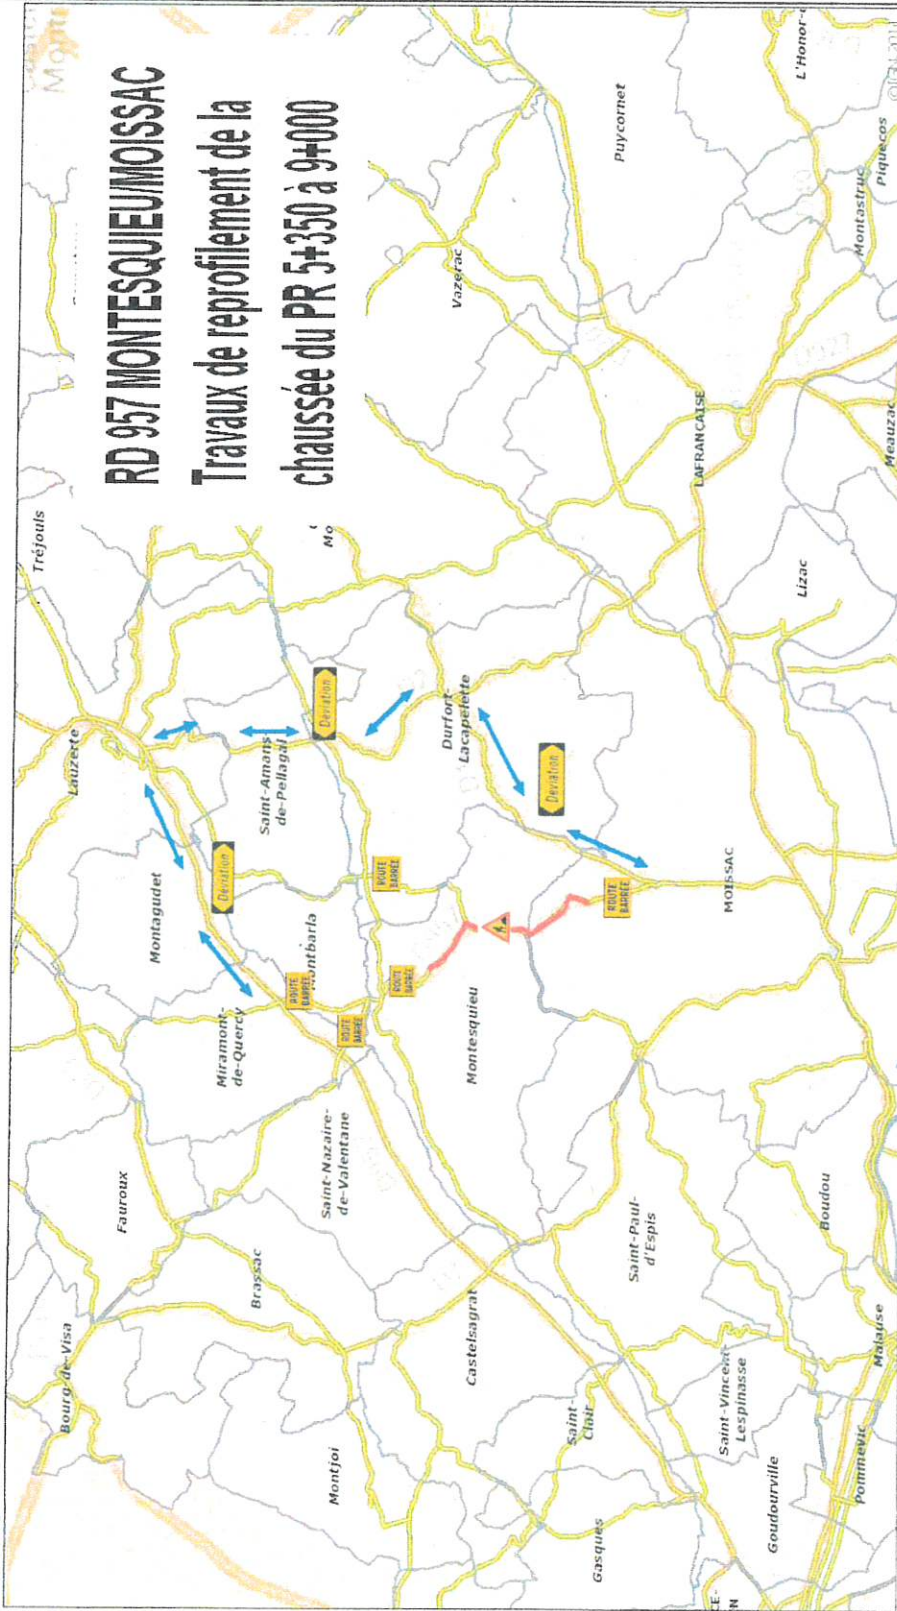 RD 957 MONTESQUIEU/MOISSAC
Travaux de reprofilement de la
chaussée du PR 5+350 à 9+000
Bourg-de-Visa
Fauroux
Lauzerte
Tréjouls
Montagudet
Miramont-
de-Quercy
Brassac
Saint-Amans-
de-Pellagal
Déviation
Montjoi
Saint-Nazaire-
de-Valentane
ROUTE
BARRÉE
Montbarla
Déviation
Mo
Vazerac
ROUTE
BARRÉE
ROUTE
BARRÉE
ROUTE
BARRÉE
Castelsagrat
Montesquieu
Durfort-
Lacapelette
Déviation
Puycornet
Gasques
Saint-
Clair
Saint-Paul-
d'Espis
ROUTE
BARRÉE
LAFRANÇAISE
MOISSAC
Saint-Vincent-
Lespinasse
Goudourville
Boudou
Lizac
L'Honor-
D927
Montastruc
Piquecos
Pommevic
Malause
Meauzac